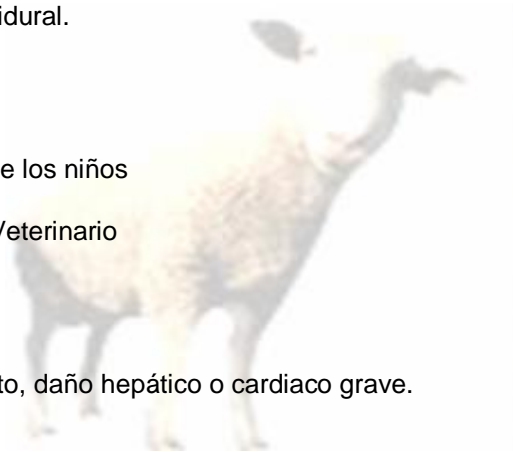 idural.
e los niños
Veterinario
to, daño hepático o cardiaco grave.